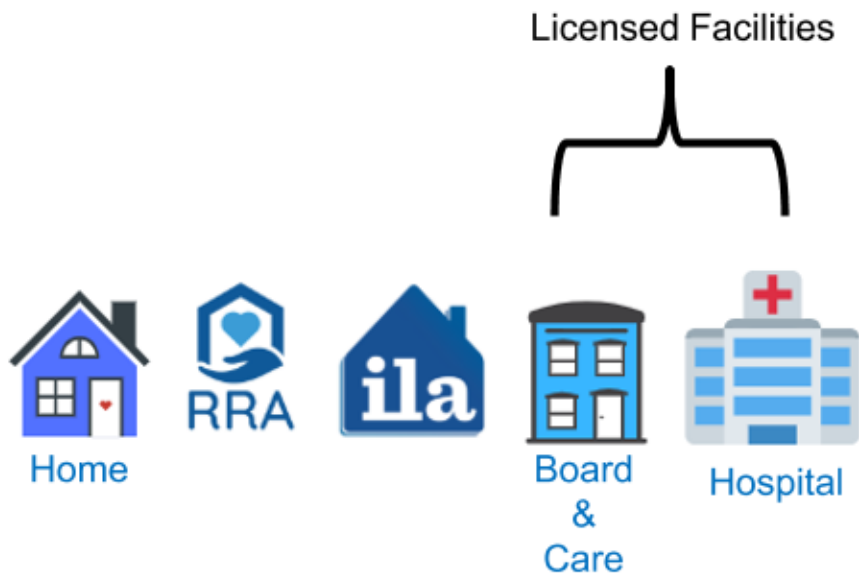 Licensed Facilities
RRA
ila
Home
Board
&
Care
Hospital